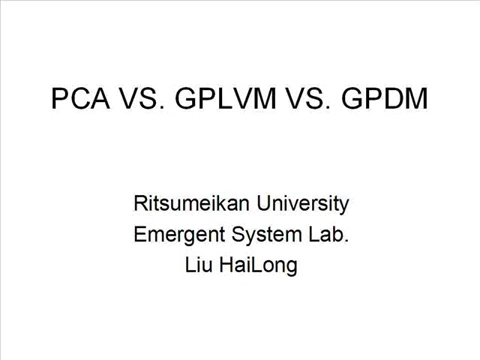 PCA VS. GPLVM VS. GPDM
Ritsumeikan University
Emergent System Lab.
Liu HaiLong